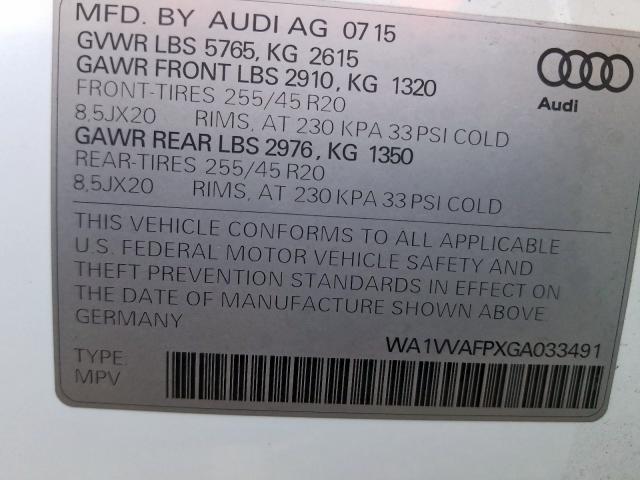 MFD. BY AUDI AG 0715
GVWR LBS 5765, KG 2615
GAWR FRONT LBS 2910, KG 1320
FRONT-TIRES 255/45 R20
8,5JX20 RIMS, AT 230 KPA 33 PSI COLD
GAWR REAR LBS 2976, KG 1350
REAR-TIRES 255/45 R20
8,5JX20 RIMS, AT 230 KPA 33 PSI COLD
Audi
THIS VEHICLE CONFORMS TO ALL APPLICABLE
U.S. FEDERAL MOTOR VEHICLE SAFETY AND
THEFT PREVENTION STANDARDS IN EFFECT ON
THE DATE OF MANUFACTURE SHOWN ABOVE
GERMANY
WA1VVAFPXGA033491
TYPE:
MPV